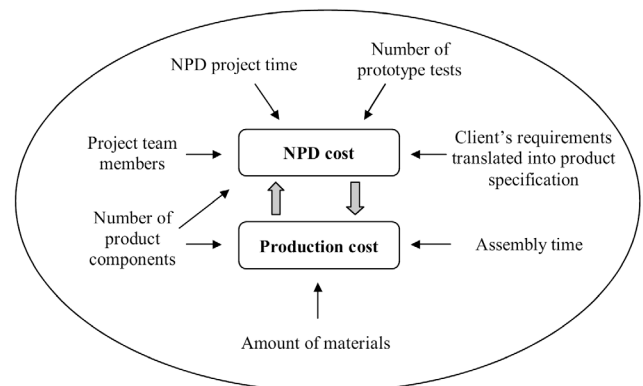 NPD project time
Number of
prototype tests
Project team
members
NPD cost
Client's requirements
translated into product
specification
Number of
product
components
Production cost
Assembly time
Amount of materials